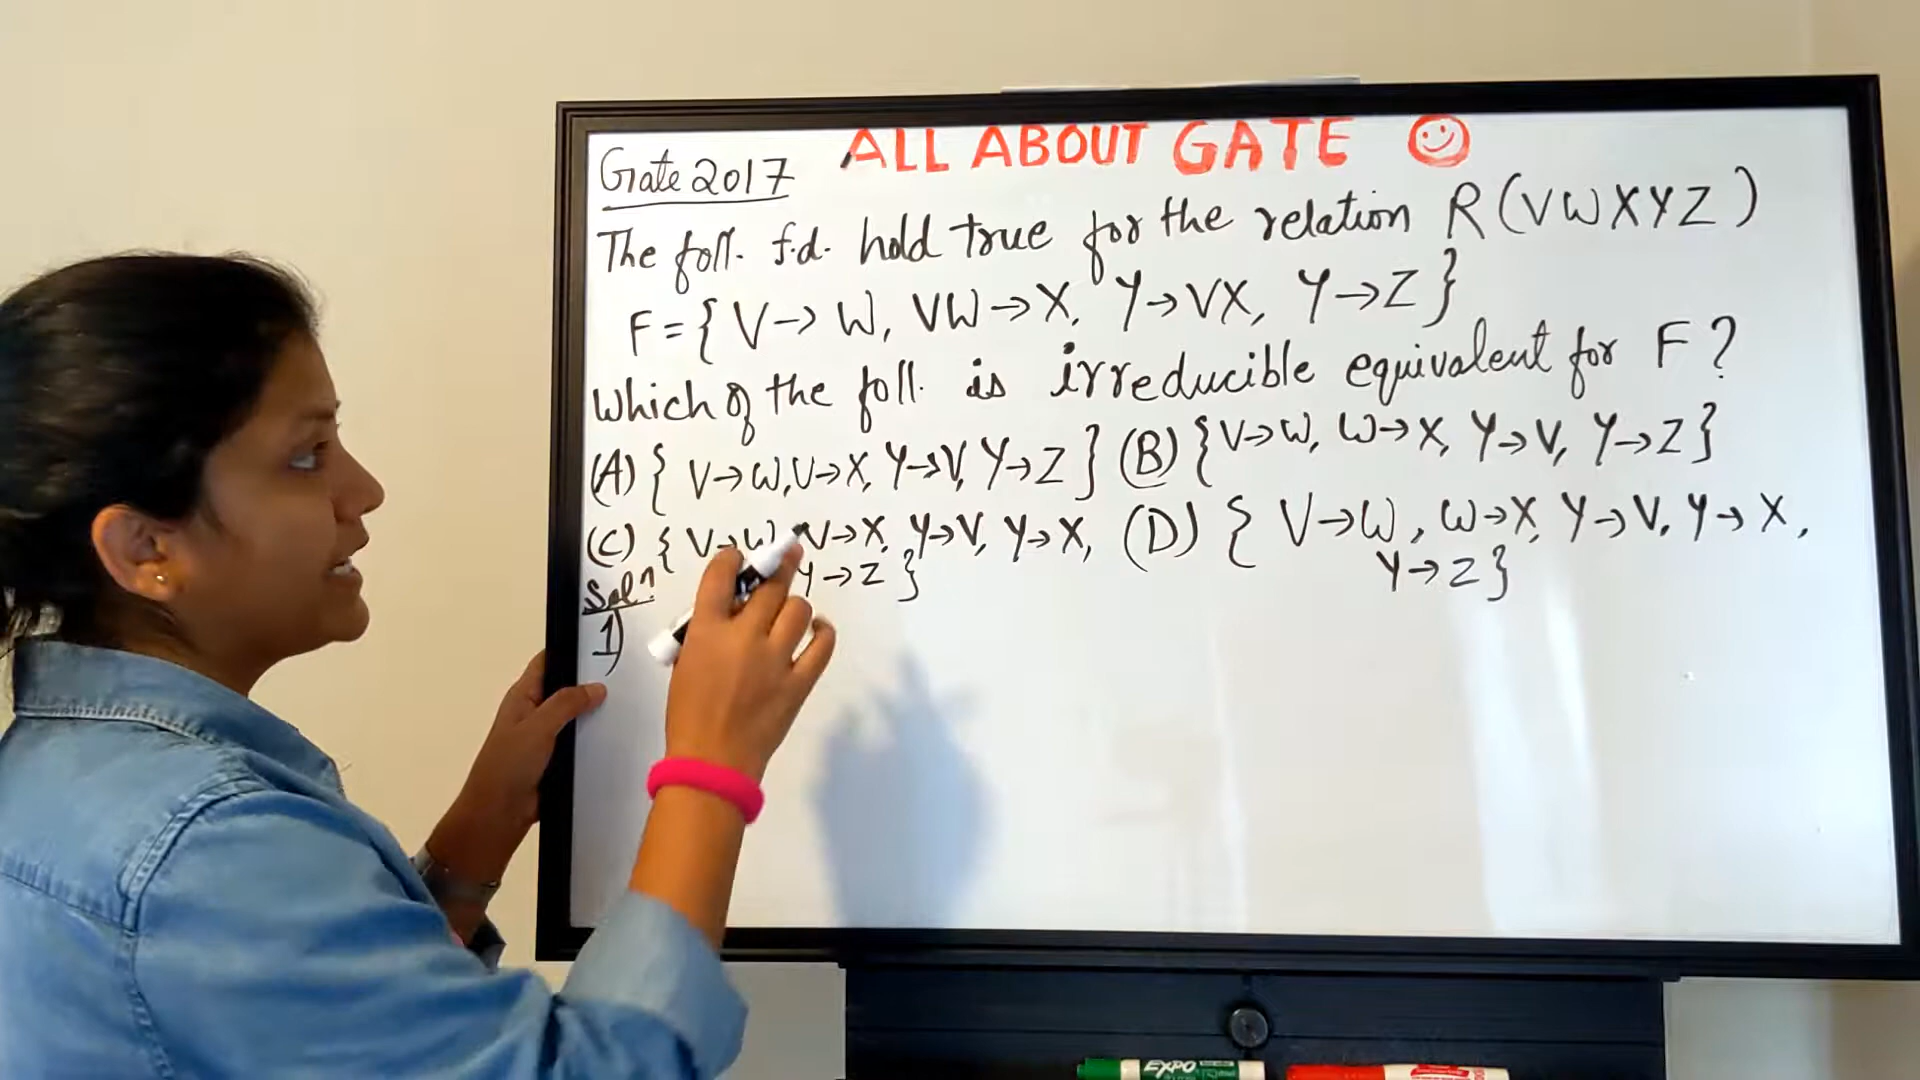 ALL ABOUT GATE
Gate 2017
The foll. f.d. hold true for the relation R(VWXYZ)
F={V→W, VW→X, Y→VX, Y→Z}
Which of the foll. is irreducible equivalent for F?
(A) { V→W, V→X, Y→V, Y→Z} (B) {V→W, W→X, Y→V, Y→Z}
(C) { V→W, V→X, Y→V, Y→X, (D) { V→W, W→X, Y→V, Y→X,
Y→Z } Y→Z}
Solⁿ
1)
EXPO